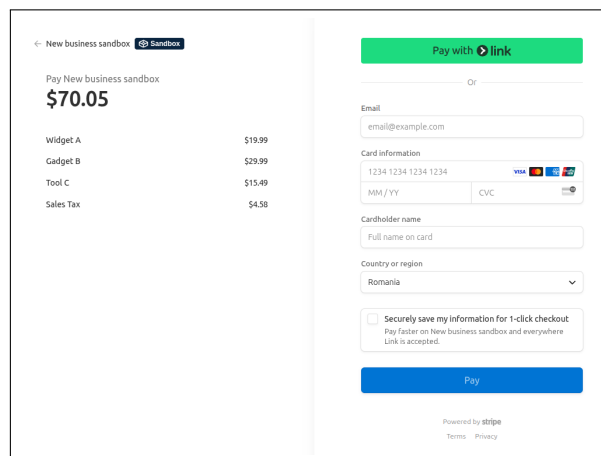 ← New business sandbox Sandbox
Pay New business sandbox
$70.05
Widget A $19.99
Gadget B $29.99
Tool C $15.49
Sales Tax $4.58
Pay with link
Or
Email
email@example.com
Card information
1234 1234 1234 1234 VISA
MM / YY CVC
Cardholder name
Full name on card
Country or region
Romania
Securely save my information for 1-click checkout
Pay faster on New business sandbox and everywhere
Link is accepted.
Pay
Powered by stripe
Terms Privacy